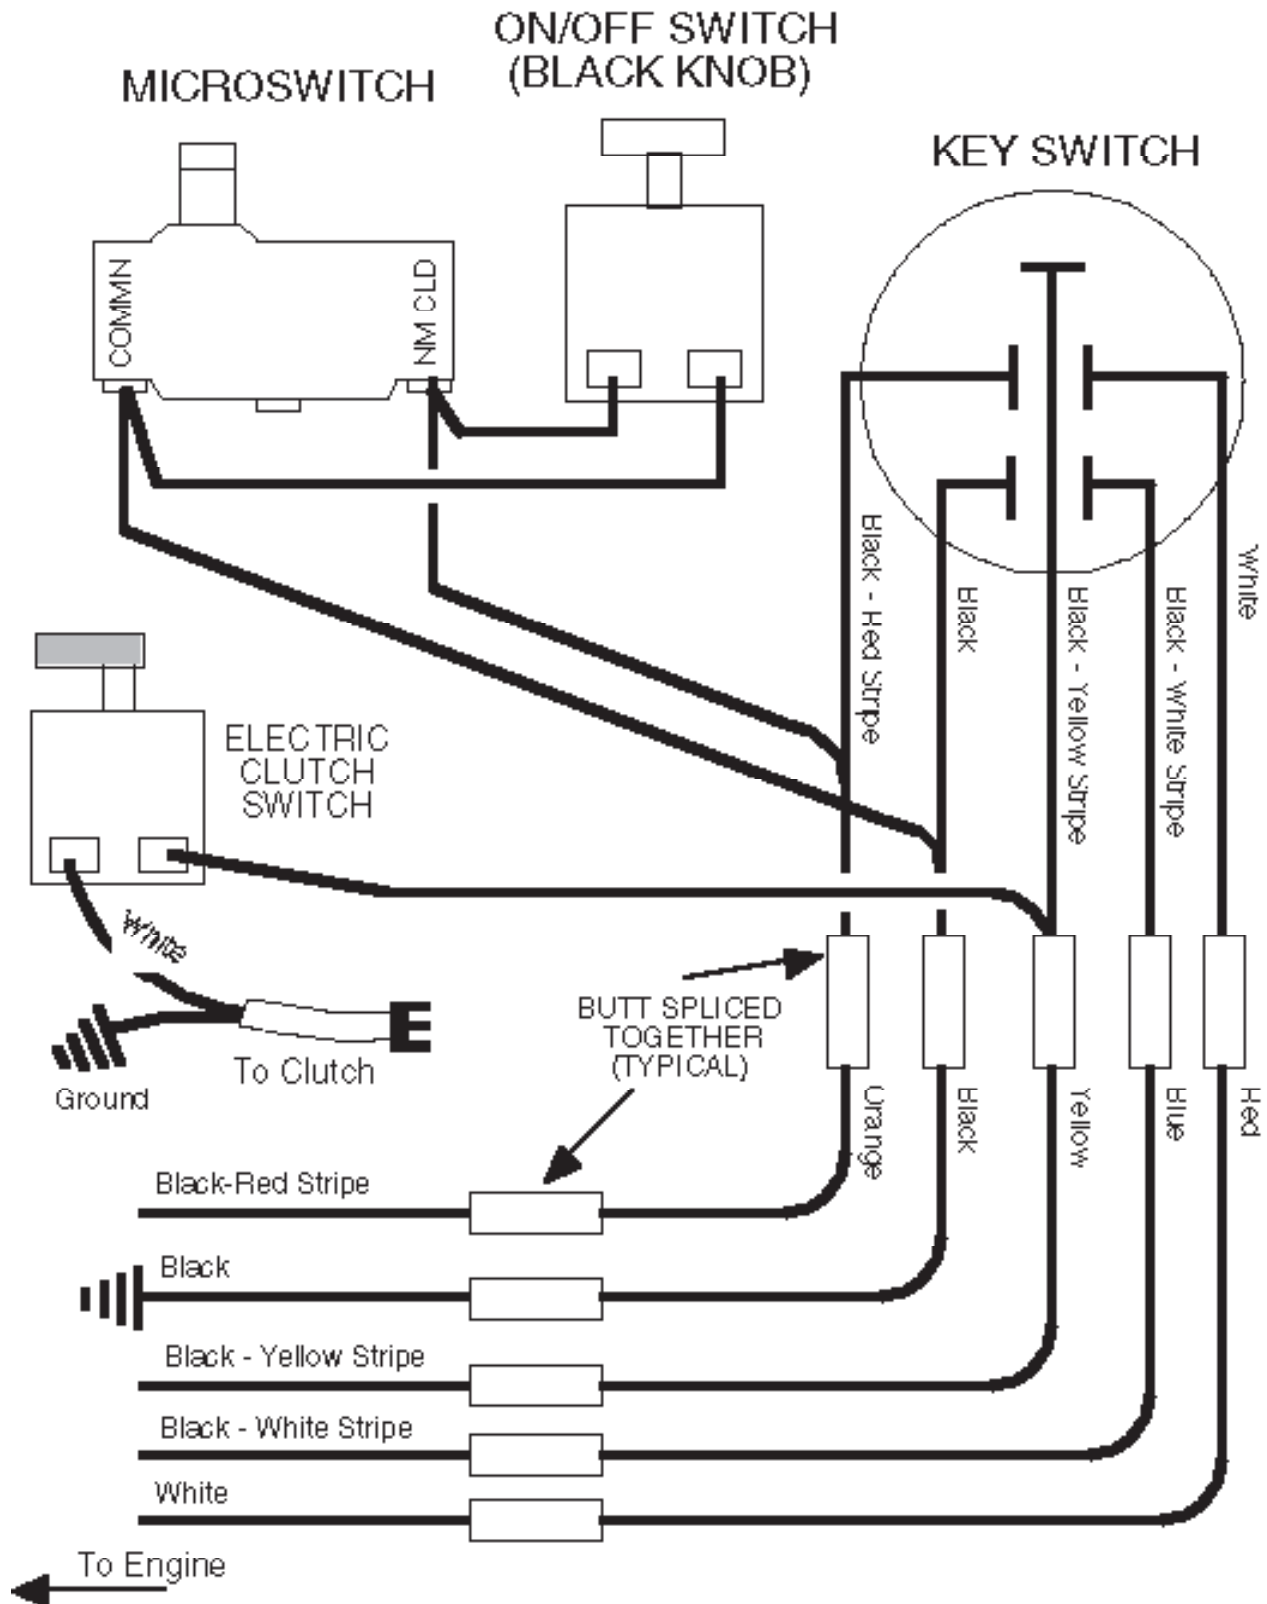 ON/OFF SWITCH
(BLACK KNOB)
MICROSWITCH
KEY SWITCH
COMMN
NM CLD
Black - Red Stripe
Black
Black - Yellow Stripe
Black - White Stripe
White
ELECTRIC
CLUTCH
SWITCH
White
BUTT SPLICED
TOGETHER
(TYPICAL)
To Clutch
Ground
Orange
Black
Yellow
Blue
Red
Black-Red Stripe
Black
Black - Yellow Stripe
Black - White Stripe
White
To Engine